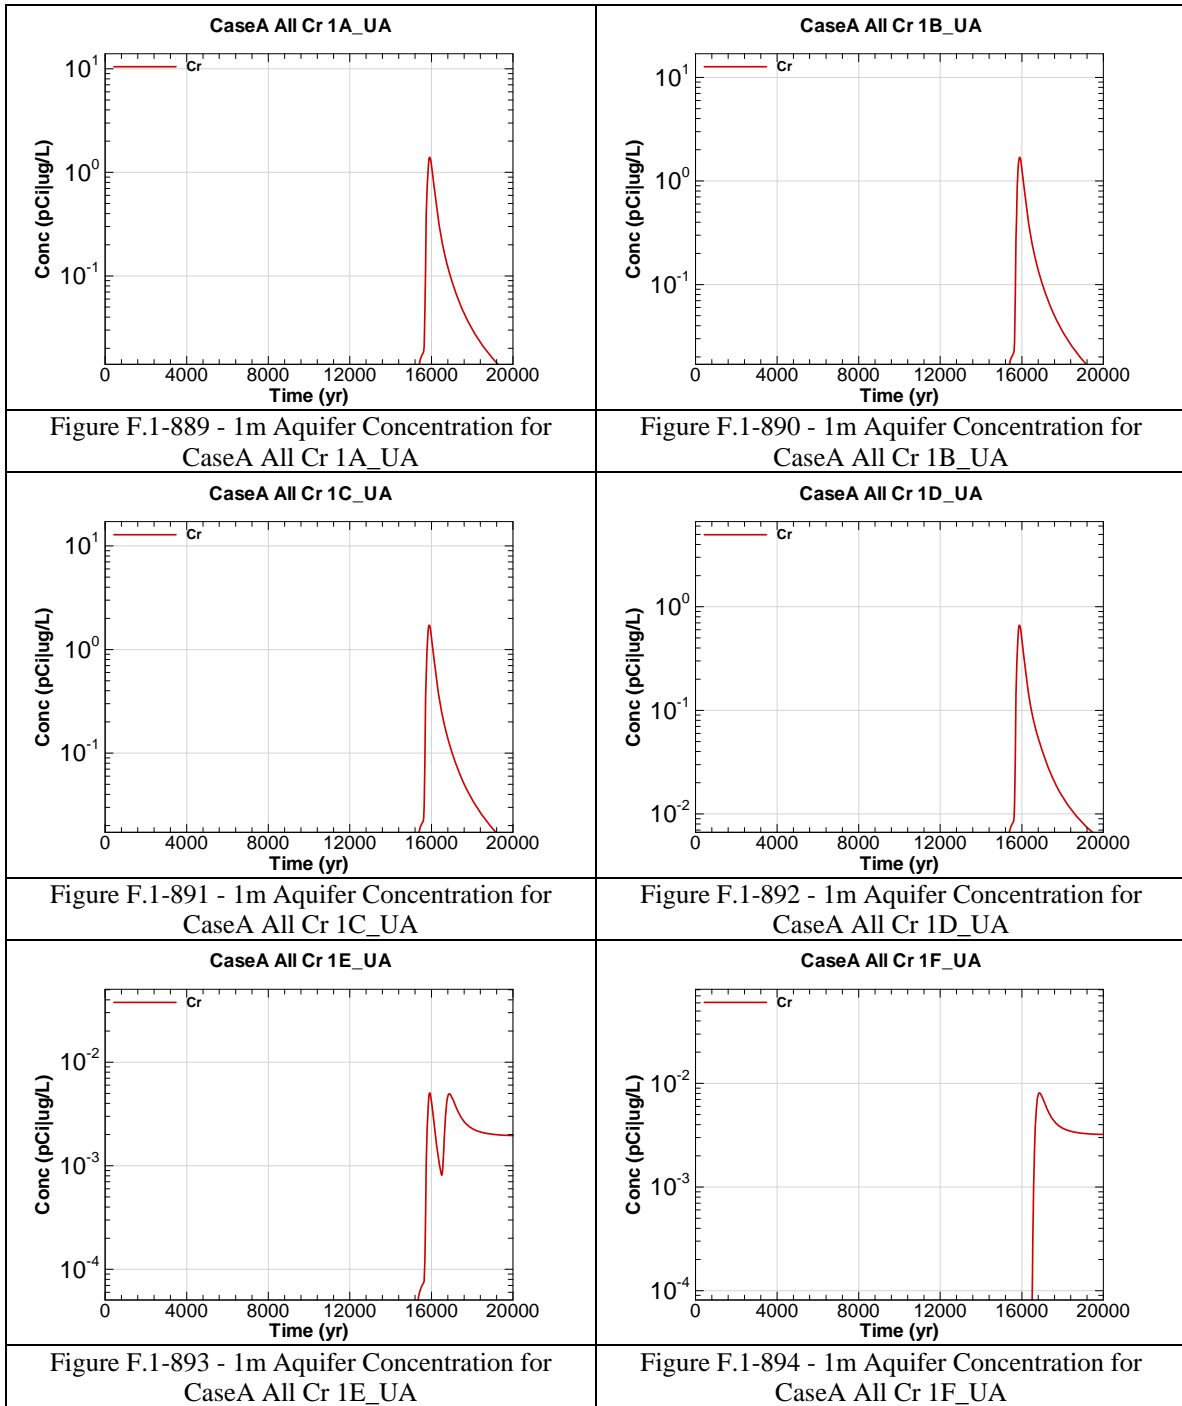 CaseA All Cr 1A_UA
Cr
10^1
10^0
10^-1
Conc (pCi|ug/L)
0 4000 8000 12000 16000 20000
Time (yr)
Figure F.1-889 - 1m Aquifer Concentration for
CaseA All Cr 1A_UA
CaseA All Cr 1B_UA
Cr
10^1
10^0
10^-1
Conc (pCi|ug/L)
0 4000 8000 12000 16000 20000
Time (yr)
Figure F.1-890 - 1m Aquifer Concentration for
CaseA All Cr 1B_UA
CaseA All Cr 1C_UA
Cr
10^1
10^0
10^-1
Conc (pCi|ug/L)
0 4000 8000 12000 16000 20000
Time (yr)
Figure F.1-891 - 1m Aquifer Concentration for
CaseA All Cr 1C_UA
CaseA All Cr 1D_UA
Cr
10^0
10^-1
10^-2
Conc (pCi|ug/L)
0 4000 8000 12000 16000 20000
Time (yr)
Figure F.1-892 - 1m Aquifer Concentration for
CaseA All Cr 1D_UA
CaseA All Cr 1E_UA
Cr
10^-2
10^-3
10^-4
Conc (pCi|ug/L)
0 4000 8000 12000 16000 20000
Time (yr)
Figure F.1-893 - 1m Aquifer Concentration for
CaseA All Cr 1E_UA
CaseA All Cr 1F_UA
Cr
10^-2
10^-3
10^-4
Conc (pCi|ug/L)
0 4000 8000 12000 16000 20000
Time (yr)
Figure F.1-894 - 1m Aquifer Concentration for
CaseA All Cr 1F_UA